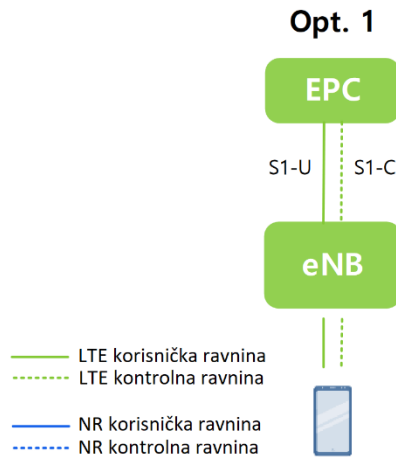 Opt. 1
EPC
S1-U
S1-C
eNB
LTE korisnička ravnina
LTE kontrolna ravnina
NR korisnička ravnina
NR kontrolna ravnina